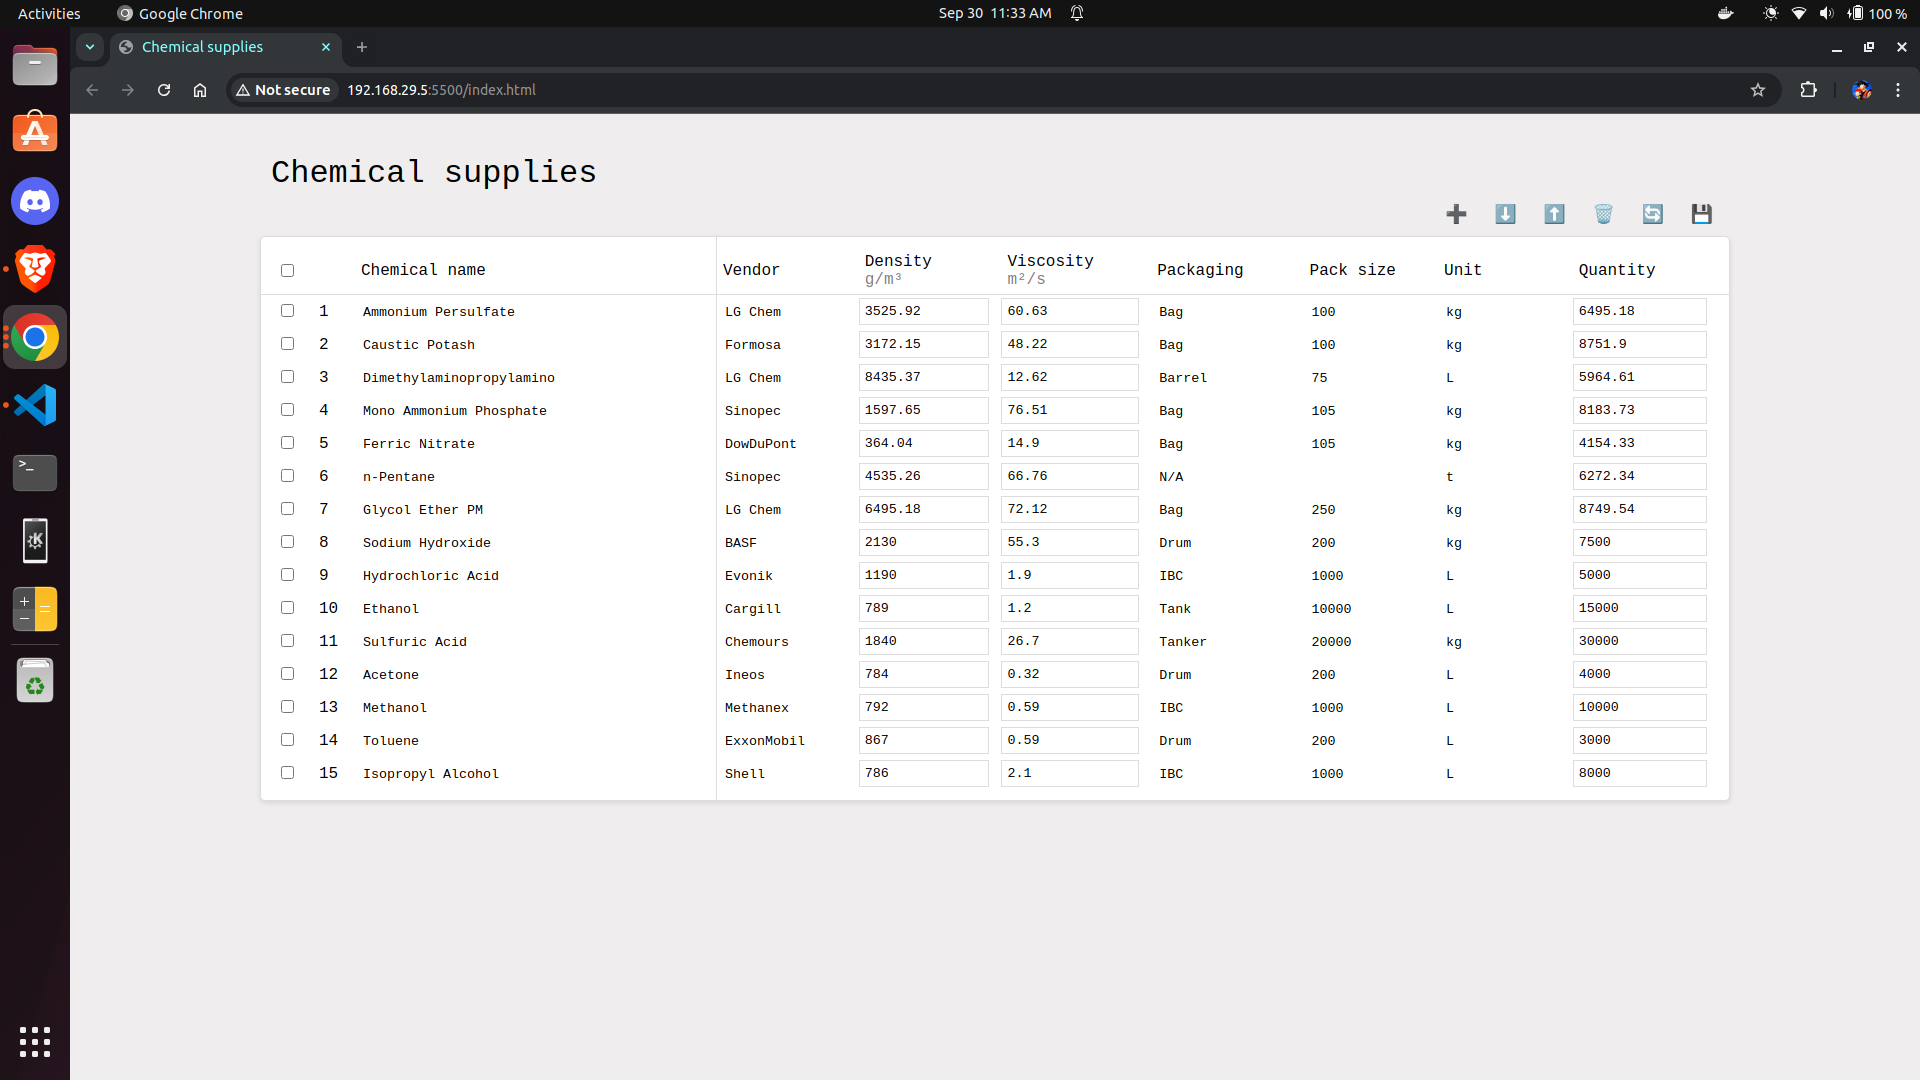 Activities Google Chrome Sep 30 11:33 AM 100 %
Chemical supplies
Not secure 192.168.29.5:5500/index.html
Chemical supplies
Chemical name Vendor Density g/m³ Viscosity m²/s Packaging Pack size Unit Quantity
1 Ammonium Persulfate LG Chem 3525.92 60.63 Bag 100 kg 6495.18
2 Caustic Potash Formosa 3172.15 48.22 Bag 100 kg 8751.9
3 Dimethylaminopropylamino LG Chem 8435.37 12.62 Barrel 75 L 5964.61
4 Mono Ammonium Phosphate Sinopec 1597.65 76.51 Bag 105 kg 8183.73
5 Ferric Nitrate DowDuPont 364.04 14.9 Bag 105 kg 4154.33
6 n-Pentane Sinopec 4535.26 66.76 N/A t 6272.34
7 Glycol Ether PM LG Chem 6495.18 72.12 Bag 250 kg 8749.54
8 Sodium Hydroxide BASF 2130 55.3 Drum 200 kg 7500
9 Hydrochloric Acid Evonik 1190 1.9 IBC 1000 L 5000
10 Ethanol Cargill 789 1.2 Tank 10000 L 15000
11 Sulfuric Acid Chemours 1840 26.7 Tanker 20000 kg 30000
12 Acetone Ineos 784 0.32 Drum 200 L 4000
13 Methanol Methanex 792 0.59 IBC 1000 L 10000
14 Toluene ExxonMobil 867 0.59 Drum 200 L 3000
15 Isopropyl Alcohol Shell 786 2.1 IBC 1000 L 8000